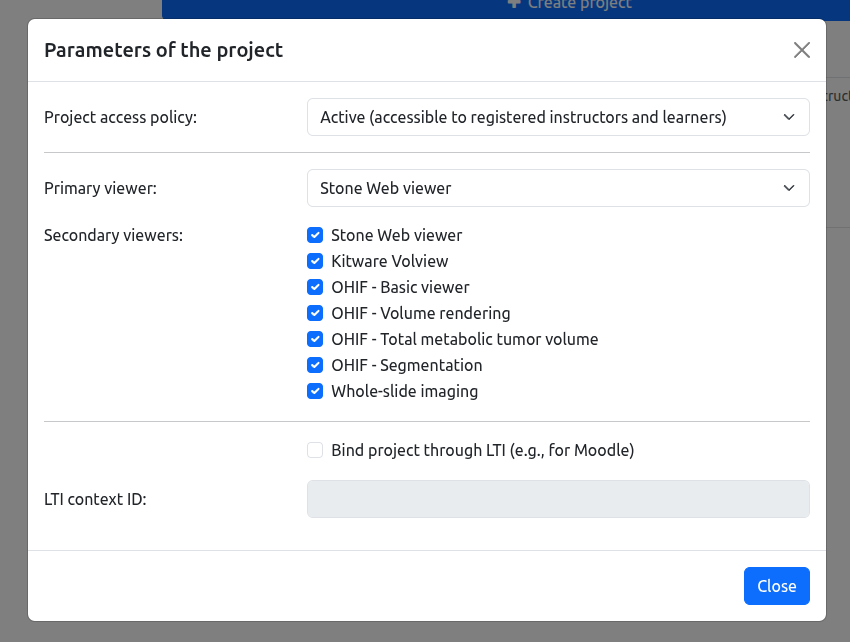 Create project
Parameters of the project
Project access policy:
Active (accessible to registered instructors and learners)
Primary viewer:
Stone Web viewer
Secondary viewers:
Stone Web viewer
Kitware Volview
OHIF - Basic viewer
OHIF - Volume rendering
OHIF - Total metabolic tumor volume
OHIF - Segmentation
Whole-slide imaging
Bind project through LTI (e.g., for Moodle)
LTI context ID:
Close